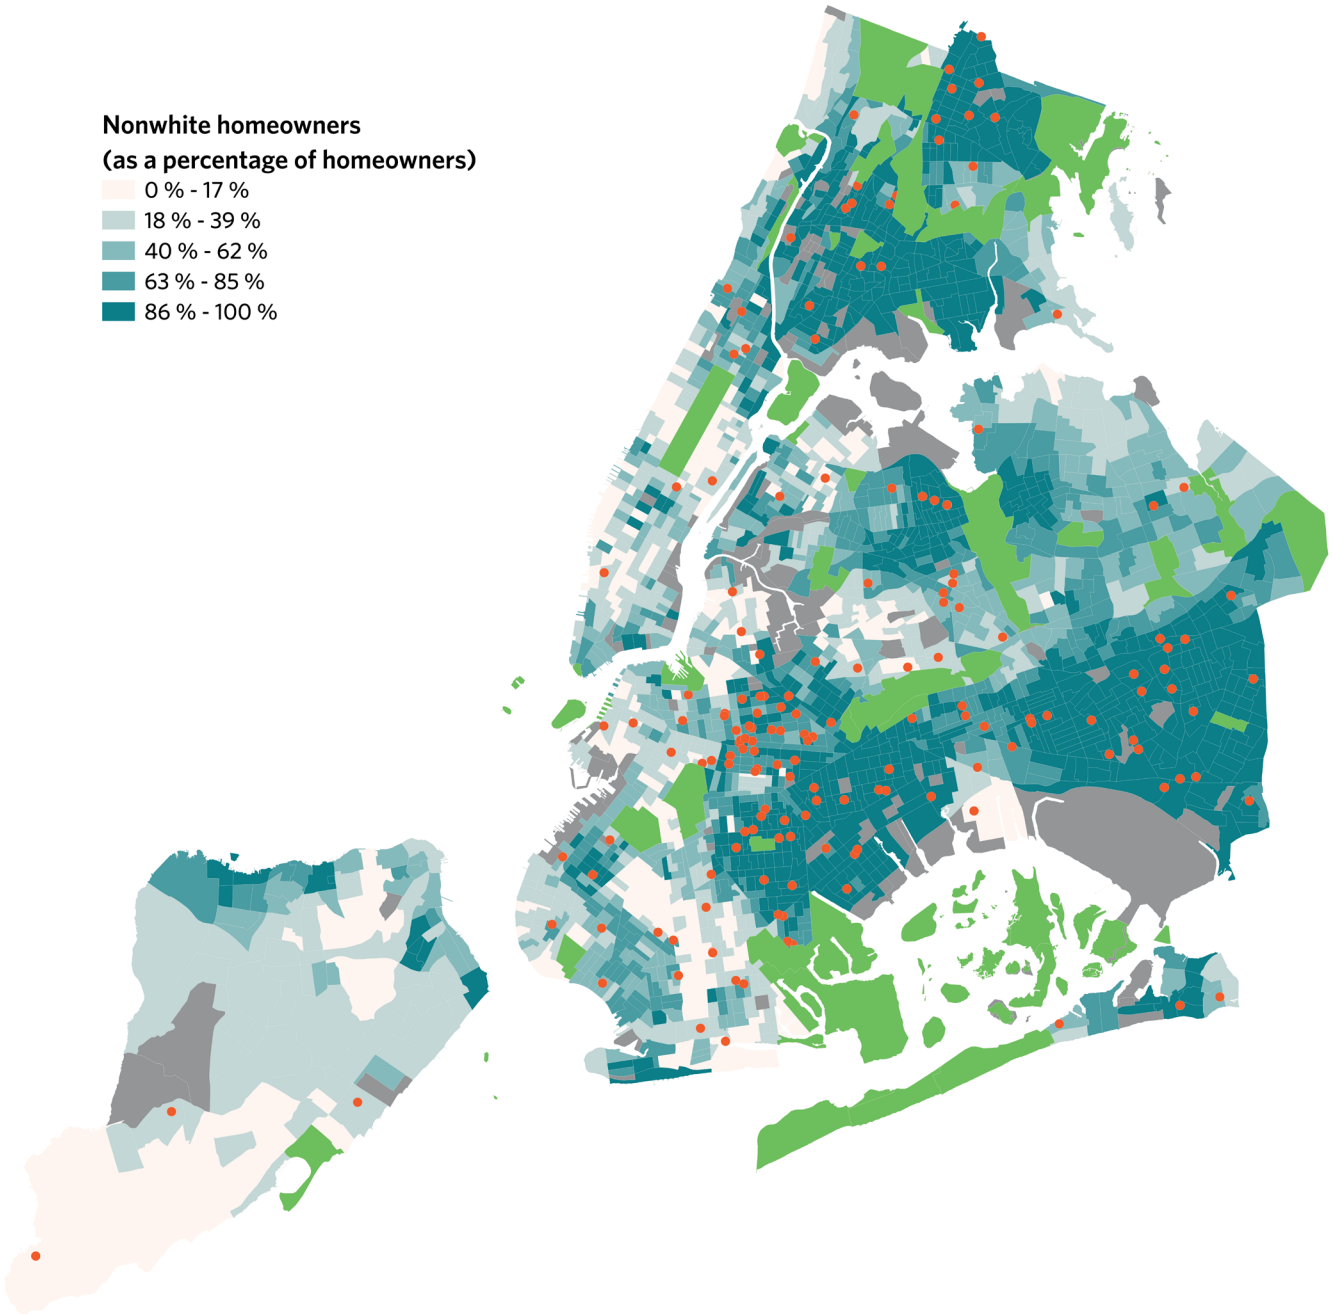 Nonwhite homeowners
(as a percentage of homeowners)
0 % - 17 %
18 % - 39 %
40 % - 62 %
63 % - 85 %
86 % - 100 %